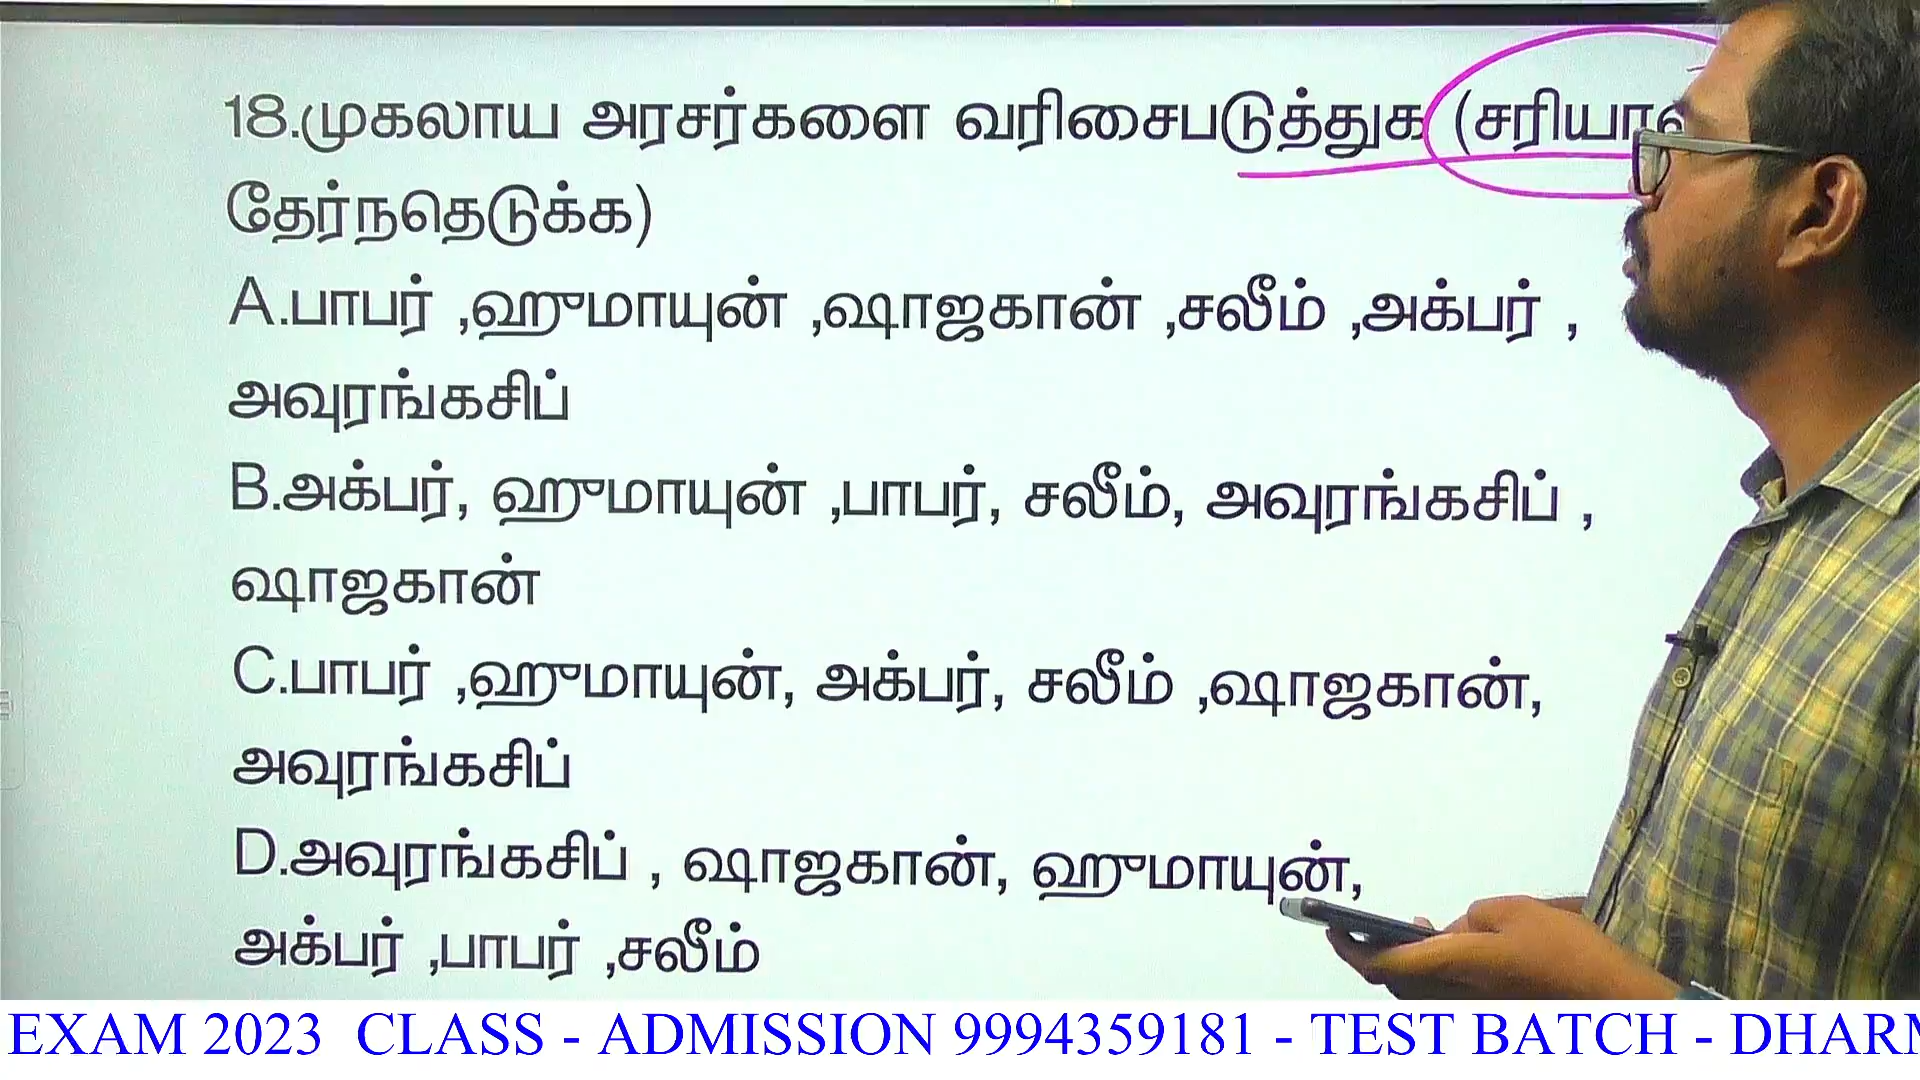 18.முகலாய அரசர்களை வரிசைபடுத்துக
தேர்நதெடுக்க)
A.பாபர் ,ஹுமாயுன் ,ஷாஜகான் ,சலீம் ,அக்பர் ,
அவுரங்கசிப்
B.அக்பர், ஹுமாயுன் ,பாபர், சலீம், அவுரங்கசிப் ,
ஷாஜகான்
C.பாபர் ,ஹுமாயுன், அக்பர், சலீம் ,ஷாஜகான்,
அவுரங்கசிப்
D.அவுரங்கசிப் , ஷாஜகான், ஹுமாயுன்,
அக்பர் ,பாபர் ,சலீம்
EXAM 2023 CLASS - ADMISSION 9994359181 - TEST BATCH -